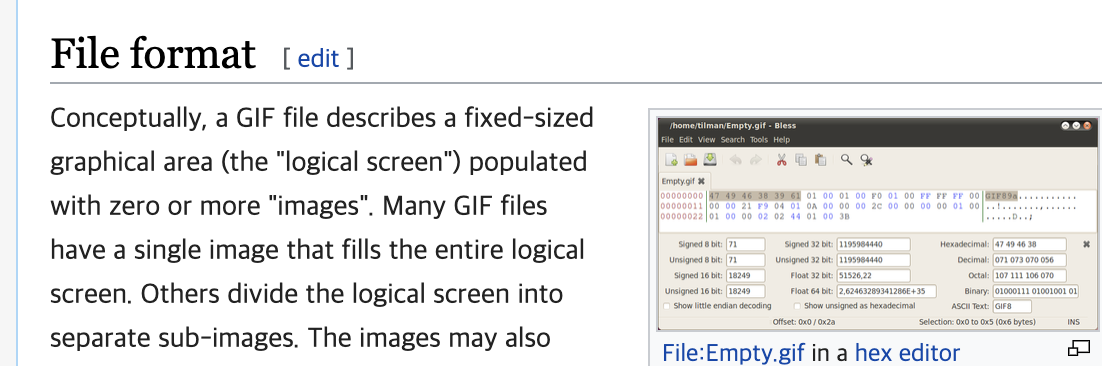 File format [ edit ]
Conceptually, a GIF file describes a fixed-sized
graphical area (the "logical screen") populated
with zero or more "images". Many GIF files
have a single image that fills the entire logical
screen. Others divide the logical screen into
separate sub-images. The images may also
/home/tilman/Empty.gif - Bless
File Edit View Search Tools Help
Empty.gif
00000000 47 49 46 38 39 61 01 00 01 00 F0 01 00 FF FF FF 00 GIF89a...........
00000011 00 00 21 F9 04 01 0A 00 00 00 2C 00 00 00 00 01 00 ..!.......,......
00000022 01 00 00 02 02 44 01 00 3B .....D..;
Signed 8 bit: 71 Signed 32 bit: 1195984440 Hexadecimal: 47 49 46 38
Unsigned 8 bit: 71 Unsigned 32 bit: 1195984440 Decimal: 071 073 070 056
Signed 16 bit: 18249 Float 32 bit: 51526,22 Octal: 107 111 106 070
Unsigned 16 bit: 18249 Float 64 bit: 2,62463289341286E+35 Binary: 01000111 01001001 01
Show little endian decoding Show unsigned as hexadecimal ASCII Text: GIF8
Offset: 0x0 / 0x2a Selection: 0x0 to 0x5 (0x6 bytes) INS
File:Empty.gif in a hex editor